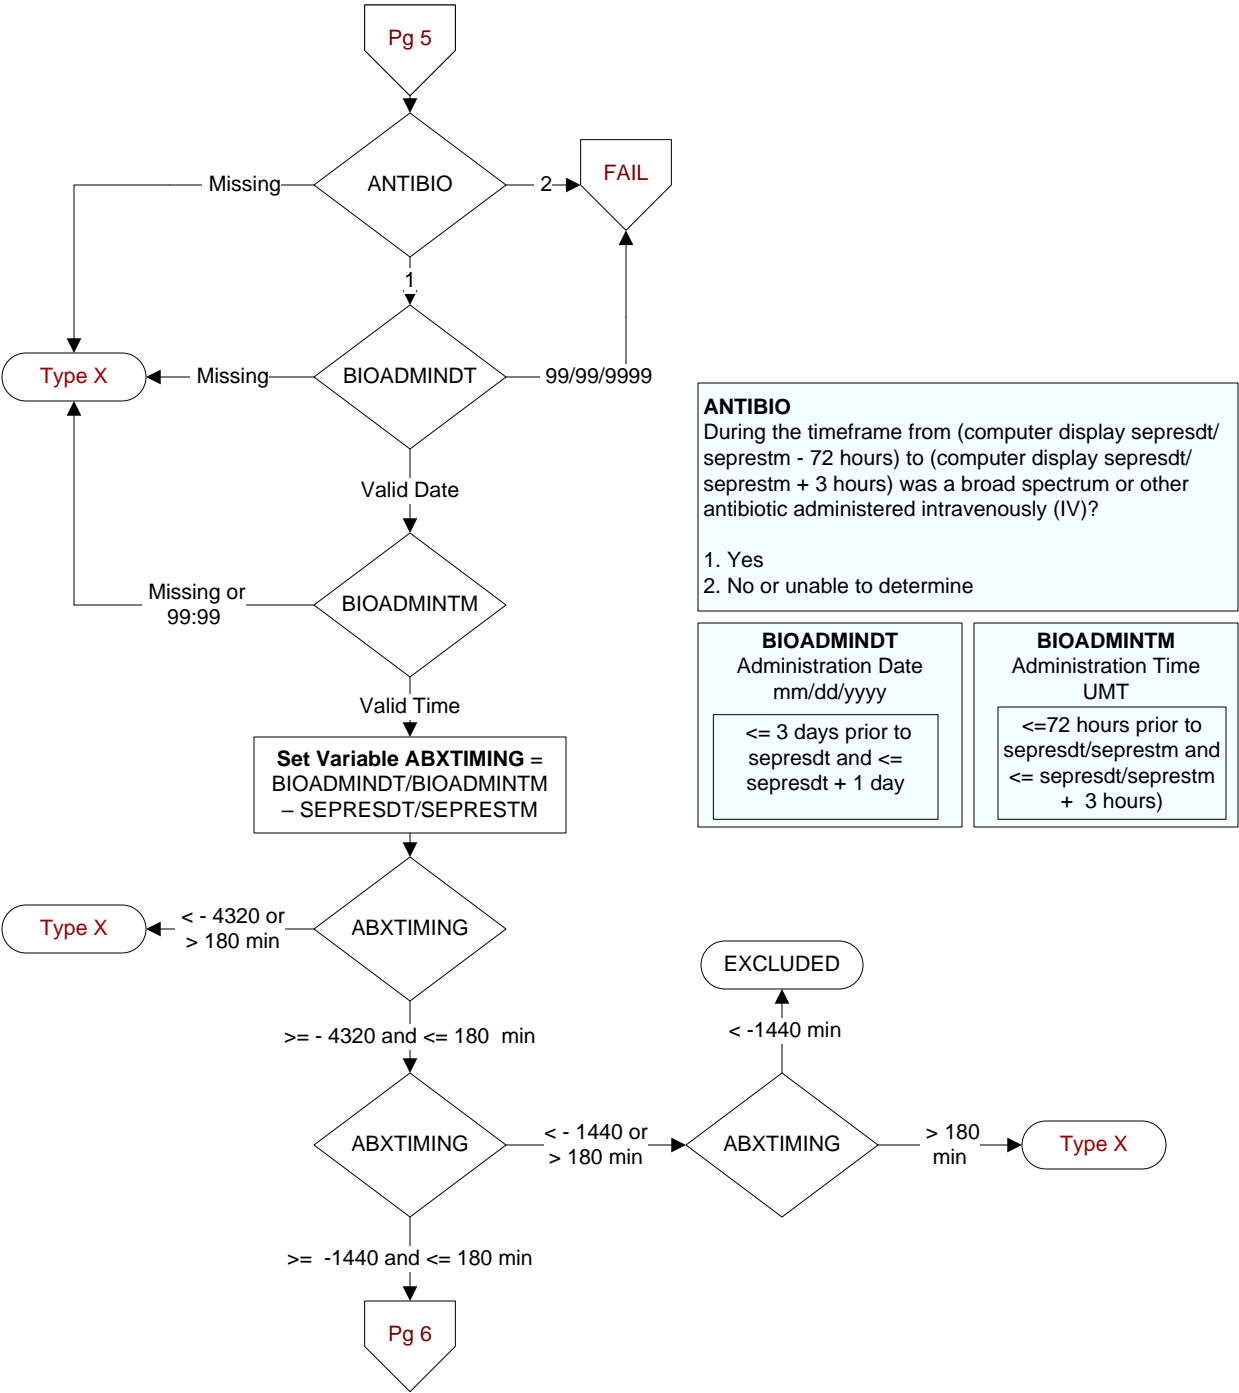 Pg 5
ANTIBIO
Missing
2
FAIL
1
BIOADMINDT
Missing
Type X
99/99/9999
Valid Date
ANTIBIO
During the timeframe from (computer display sepresdt/
seprestm - 72 hours) to (computer display sepresdt/
seprestm + 3 hours) was a broad spectrum or other
antibiotic administered intravenously (IV)?
1. Yes
2. No or unable to determine
Missing or
99:99
BIOADMINTM
BIOADMINDT
Administration Date
mm/dd/yyyy
<= 3 days prior to
sepresdt and <=
sepresdt + 1 day
BIOADMINTM
Administration Time
UMT
<=72 hours prior to
sepresdt/seprestm and
<= sepresdt/seprestm
+ 3 hours)
Valid Time
Set Variable ABXTIMING =
BIOADMINDT/BIOADMINTM
– SEPRESDT/SEPRESTM
ABXTIMING
< - 4320 or
> 180 min
Type X
>= - 4320 and <= 180 min
EXCLUDED
< -1440 min
ABXTIMING
< - 1440 or
> 180 min
ABXTIMING
> 180
min
Type X
>= -1440 and <= 180 min
Pg 6